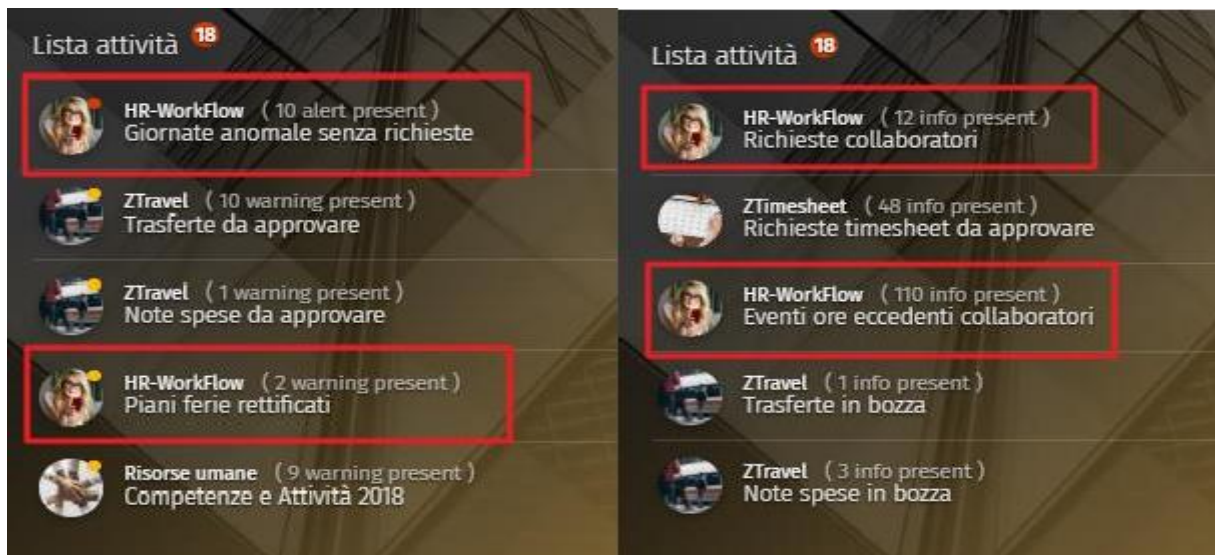 Lista attività 18
HR-WorkFlow ( 10 alert present )
Giornate anomale senza richieste
ZTravel ( 10 warning present )
Trasferte da approvare
ZTravel ( 1 warning present )
Note spese da approvare
HR-WorkFlow ( 2 warning present )
Piani ferie rettificati
Risorse umane ( 9 warning present )
Competenze e Attività 2018
Lista attività 18
HR-WorkFlow ( 12 info present )
Richieste collaboratori
ZTimesheet ( 48 info present )
Richieste timesheet da approvare
HR-WorkFlow ( 110 info present )
Eventi ore eccedenti collaboratori
ZTravel ( 1 info present )
Trasferte in bozza
ZTravel ( 3 info present )
Note spese in bozza